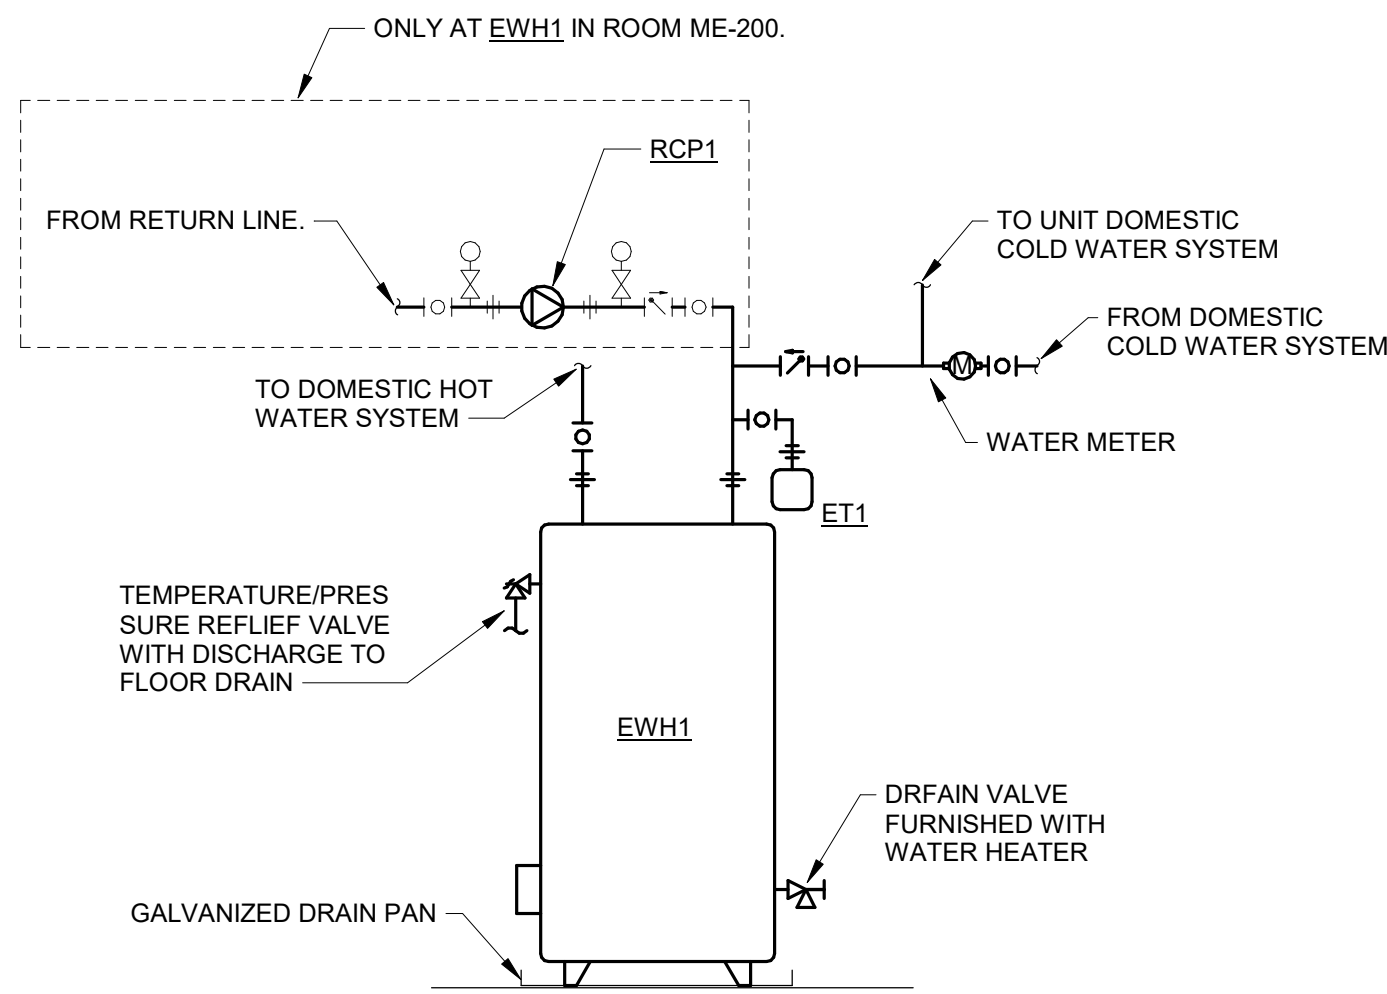 ONLY AT EWH1 IN ROOM ME-200.
RCP1
FROM RETURN LINE.
TO UNIT DOMESTIC
COLD WATER SYSTEM
FROM DOMESTIC
COLD WATER SYSTEM
TO DOMESTIC HOT
WATER SYSTEM
M
WATER METER
ET1
TEMPERATURE/PRES
SURE REFLIEF VALVE
WITH DISCHARGE TO
FLOOR DRAIN
EWH1
DRFAIN VALVE
FURNISHED WITH
WATER HEATER
GALVANIZED DRAIN PAN